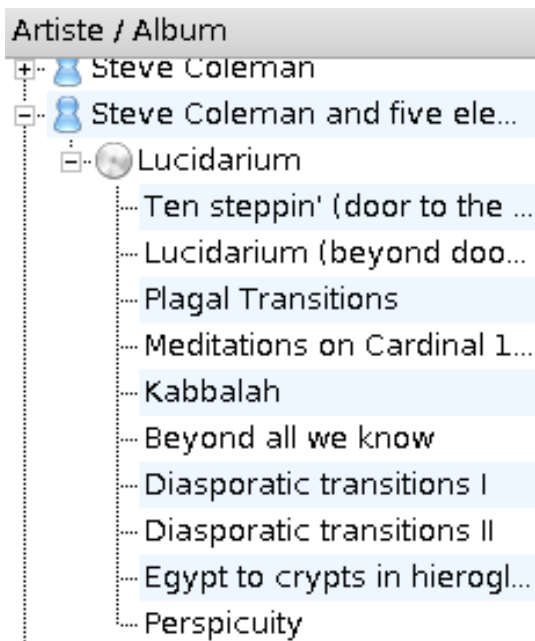 Artiste / Album
Steve Coleman
Steve Coleman and five ele...
Lucidarium
Ten steppin' (door to the ...
Lucidarium (beyond doo...
Plagal Transitions
Meditations on Cardinal 1...
Kabbalah
Beyond all we know
Diasporatic transitions I
Diasporatic transitions II
Egypt to crypts in hierogl...
Perspicuity